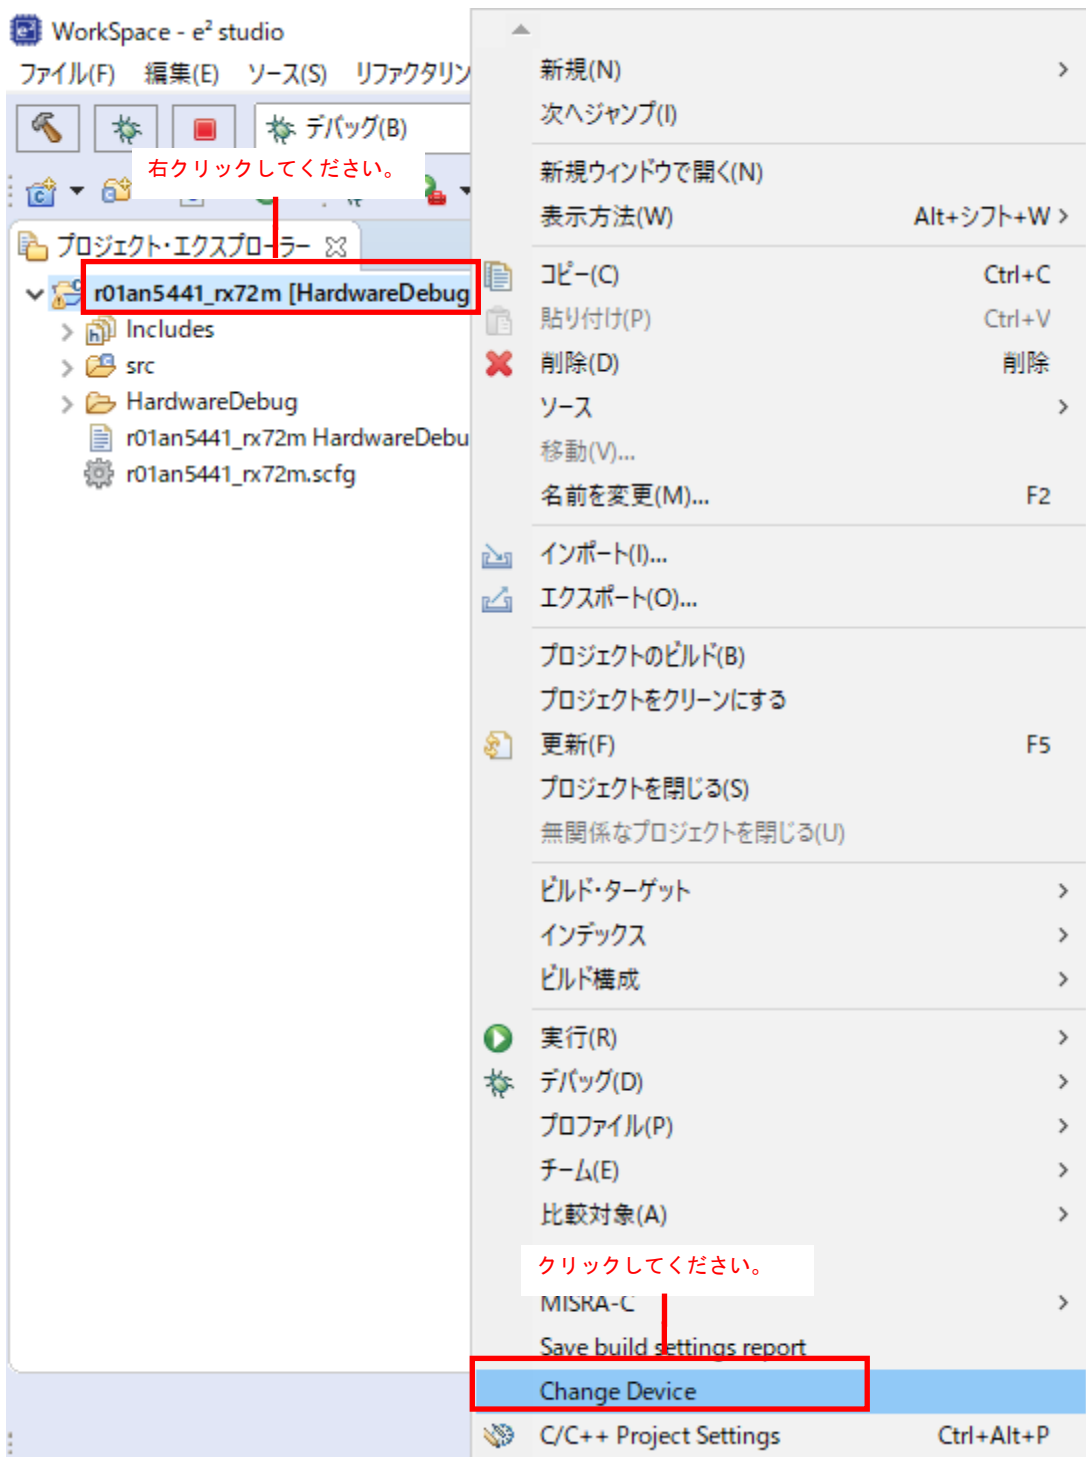 WorkSpace - e² studio
ファイル(F) 編集(E) ソース(S) リファクタリン
デバッグ(B)
右クリックしてください。
プロジェクト・エクスプローラー
r01an5441_rx72m [HardwareDebug
Includes
src
HardwareDebug
r01an5441_rx72m HardwareDebu
r01an5441_rx72m.scfg
新規(N)
次へジャンプ(I)
新規ウィンドウで開く(N)
表示方法(W) Alt+シフト+W
コピー(C) Ctrl+C
貼り付け(P) Ctrl+V
削除(D) 削除
ソース
移動(V)...
名前を変更(M)... F2
インポート(I)...
エクスポート(O)...
プロジェクトのビルド(B)
プロジェクトをクリーンにする
更新(F) F5
プロジェクトを閉じる(S)
無関係なプロジェクトを閉じる(U)
ビルド・ターゲット
インデックス
ビルド構成
実行(R)
デバッグ(D)
プロファイル(P)
チーム(E)
比較対象(A)
クリックしてください。
MISRA-C
Save build settings report
Change Device
C/C++ Project Settings Ctrl+Alt+P